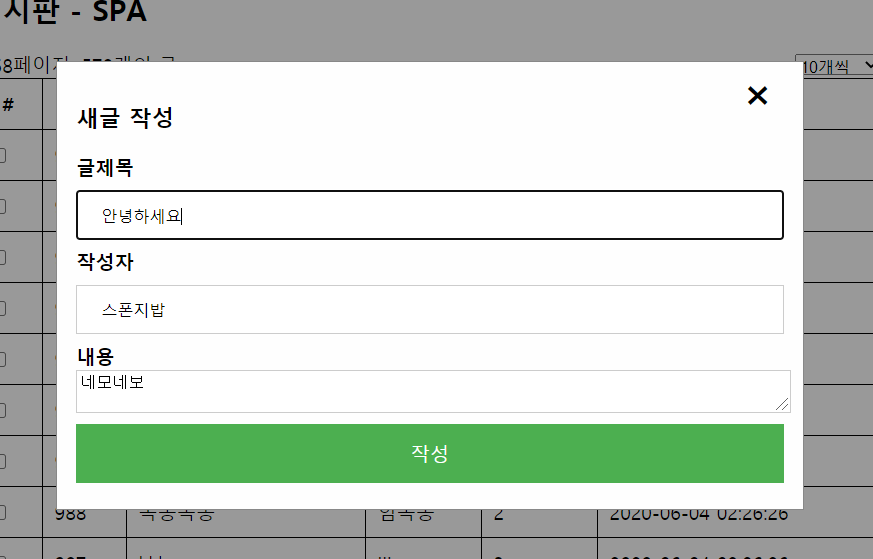 시판 - SPA
10개씩
#
새글 작성
글제목
안녕하세요
작성자
스폰지밥
내용
네모네보
작성
988 2 2020-06-04 02:26:26